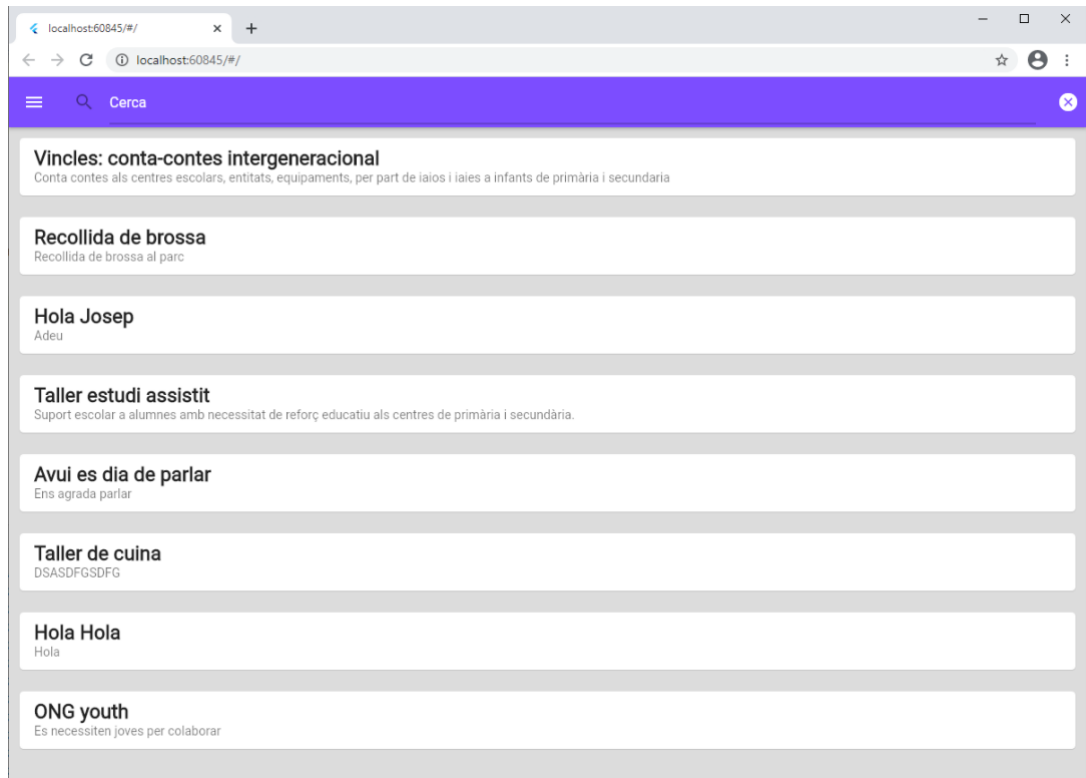 localhost:60845/#/
localhost:60845/#/
Cerca
Vincles: conta-contes intergeneracional
Conta contes als centres escolars, entitats, equipaments, per part de iaios i iaies a infants de primària i secundaria
Recollida de brossa
Recollida de brossa al parc
Hola Josep
Adeu
Taller estudi assistit
Suport escolar a alumnes amb necessitat de reforç educatiu als centres de primària i secundària.
Avui es dia de parlar
Ens agrada parlar
Taller de cuina
DSASDFGSDFG
Hola Hola
Hola
ONG youth
Es necessiten joves per colaborar